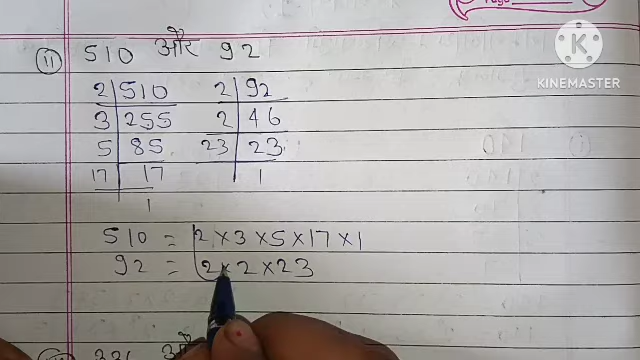 (ii) 510 और 92
2 | 510   2 | 92
3 | 255   2 | 46
5 | 85   23 | 23
17 | 17   | 1
| 1
510 = 2 × 3 × 5 × 17 × 1
92 = 2 × 2 × 23
KINEMASTER